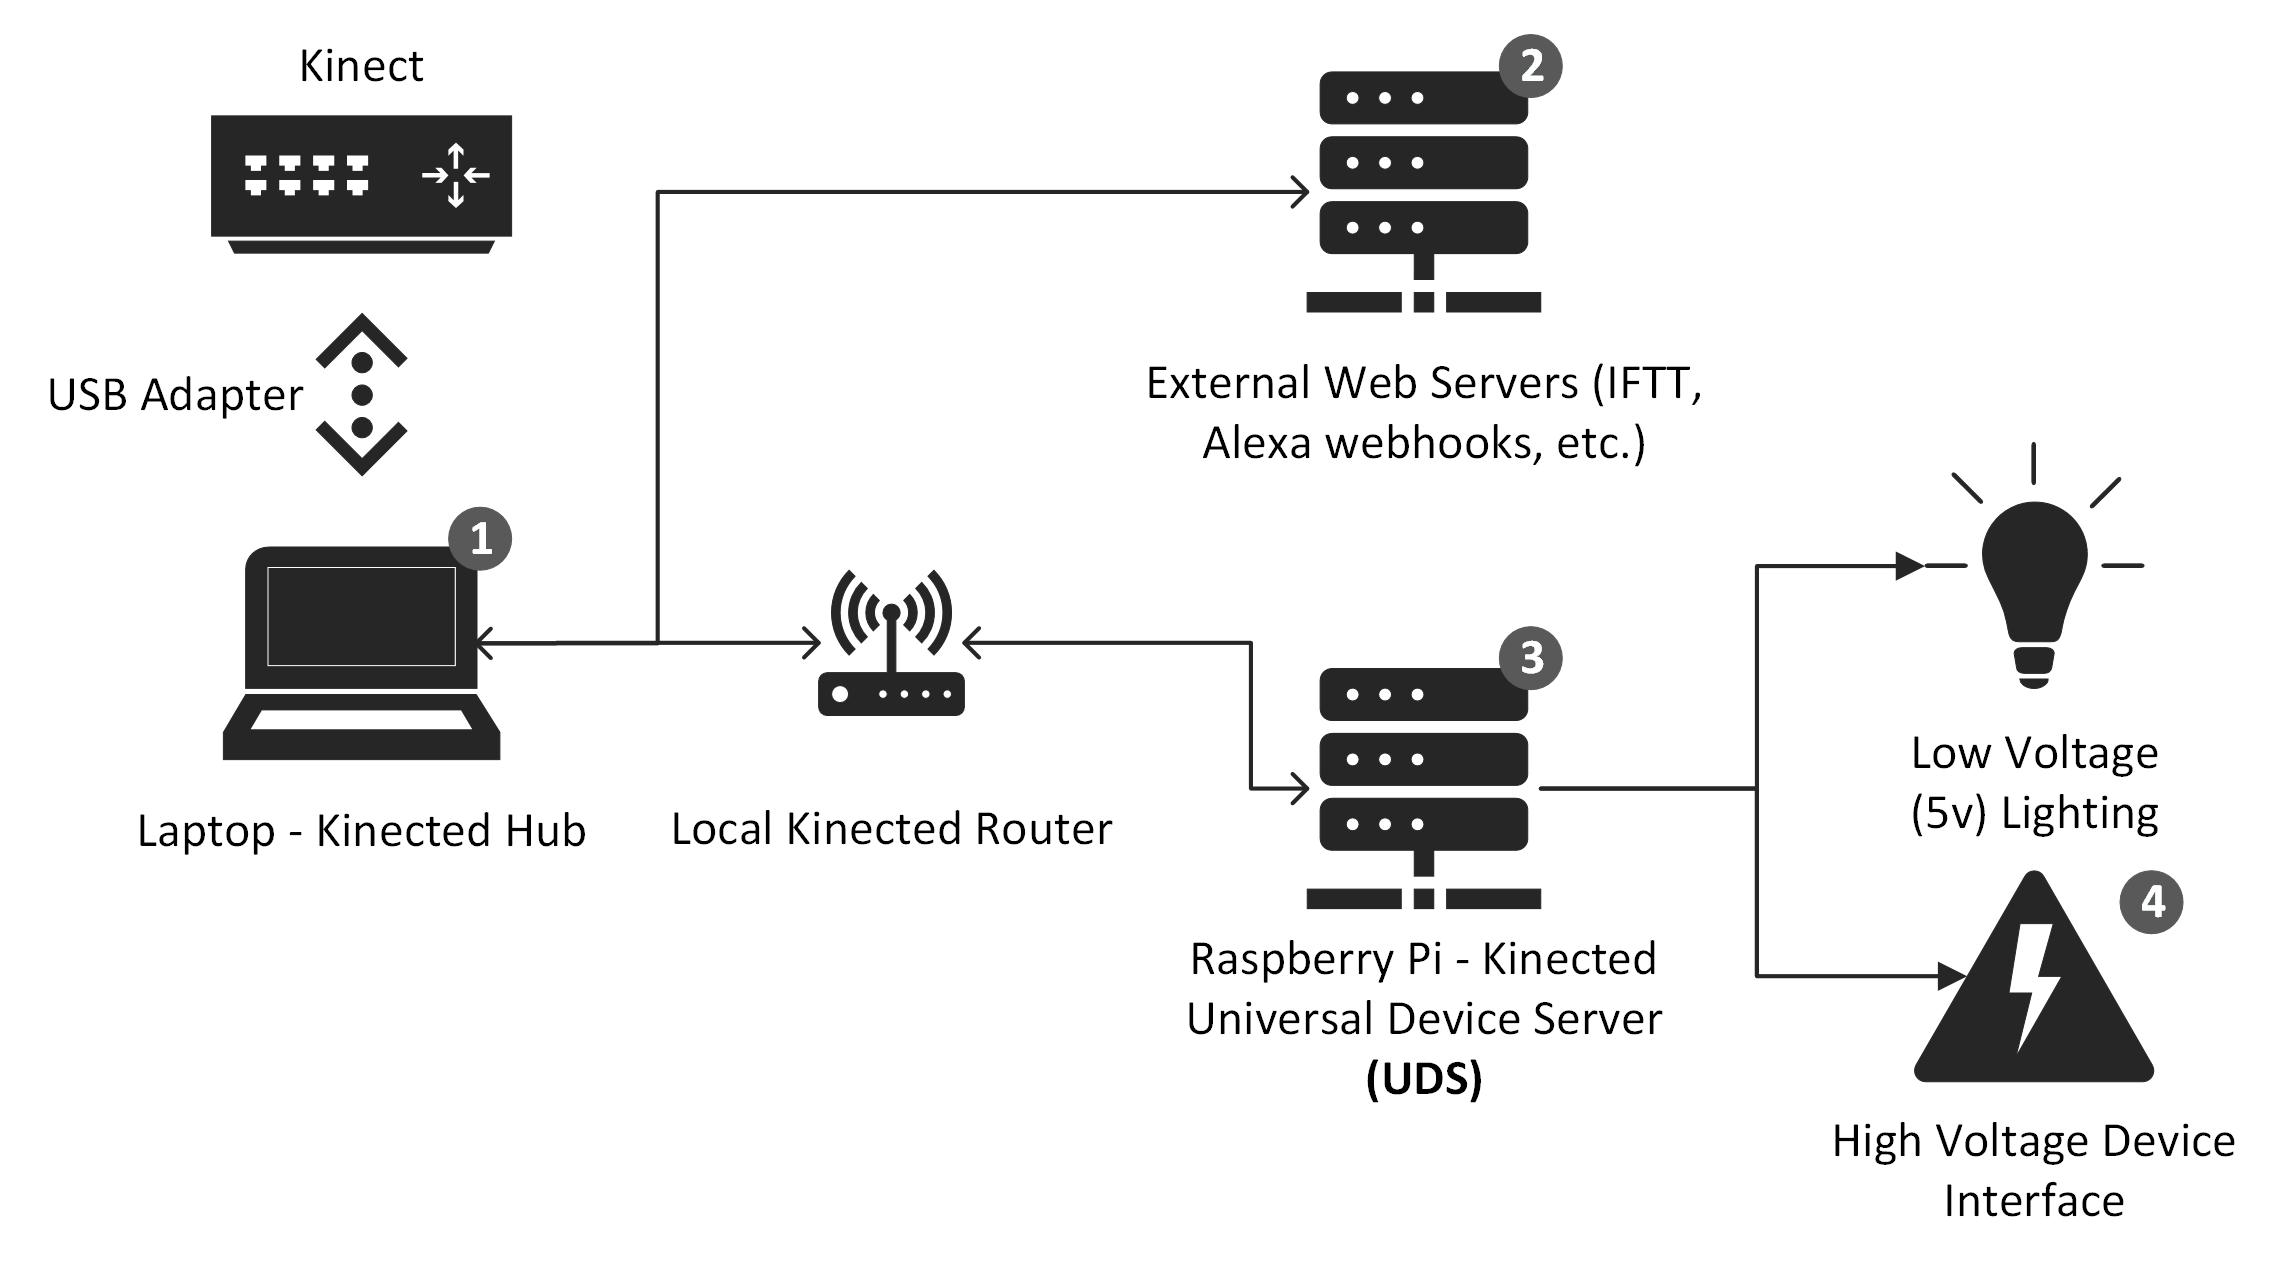 Kinect
2
External Web Servers (IFTT,
Alexa webhooks, etc.)
USB Adapter
1
Laptop - Kinected Hub
Local Kinected Router
3
Raspberry Pi - Kinected
Universal Device Server
(UDS)
Low Voltage
(5v) Lighting
4
High Voltage Device
Interface